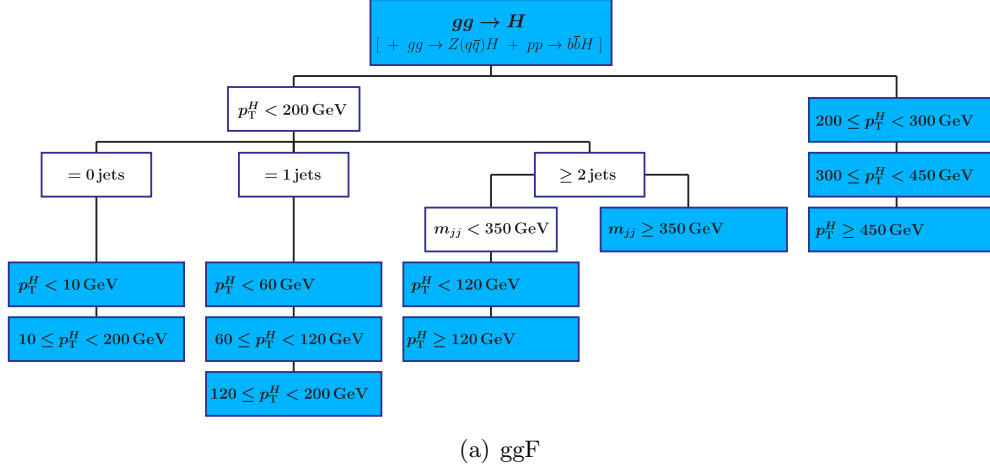 gg → H
[ + gg → Z(qq̄)H + pp → bb̄H ]
p_T^H < 200 GeV
200 ≤ p_T^H < 300 GeV
= 0 jets
= 1 jets
≥ 2 jets
300 ≤ p_T^H < 450 GeV
m_jj < 350 GeV
m_jj ≥ 350 GeV
p_T^H ≥ 450 GeV
p_T^H < 10 GeV
p_T^H < 60 GeV
p_T^H < 120 GeV
10 ≤ p_T^H < 200 GeV
60 ≤ p_T^H < 120 GeV
p_T^H ≥ 120 GeV
120 ≤ p_T^H < 200 GeV
(a) ggF